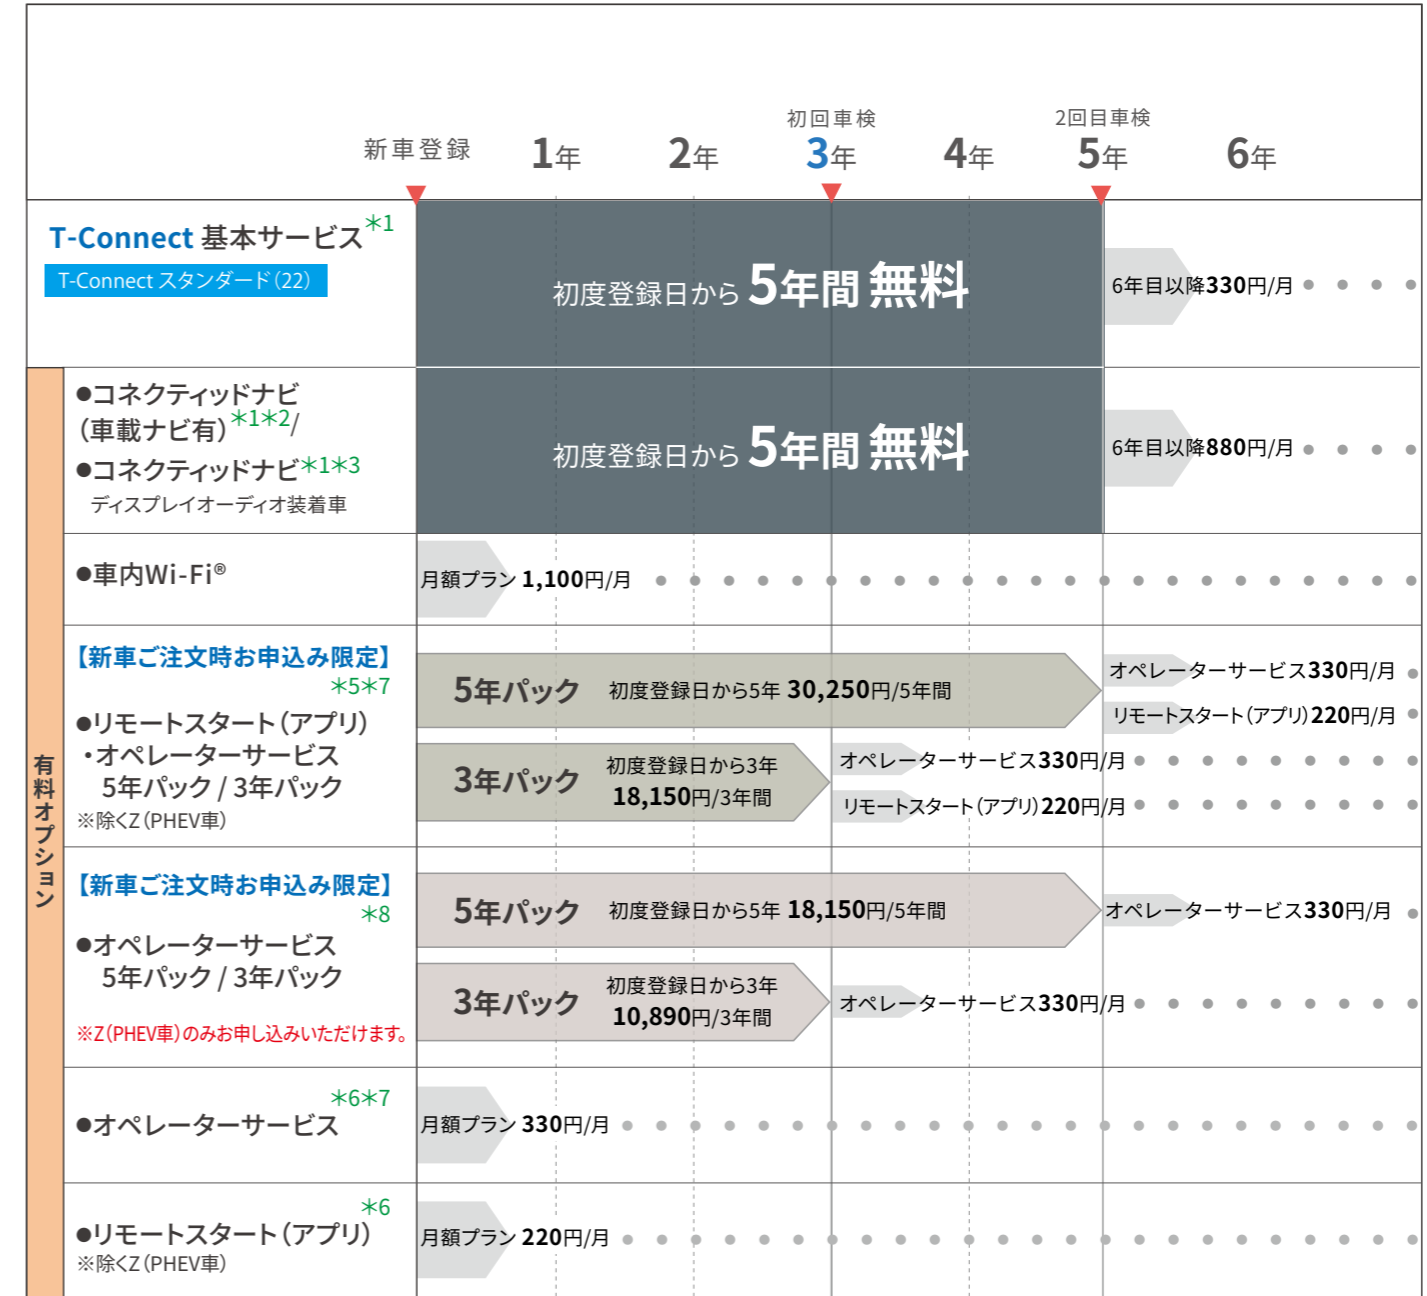 初回車検
2回目車検
新車登録
1年
2年
3年
4年
5年
6年
T-Connect 基本サービス＊1
T-Connect スタンダード（22）
初度登録日から 5年間 無料
6年目以降330円/月
有料オプション
●コネクティッドナビ
（車載ナビ有）＊1＊2/
●コネクティッドナビ＊1＊3
ディスプレイオーディオ装着車
初度登録日から 5年間 無料
6年目以降880円/月
●車内Wi-Fi®
月額プラン 1,100円/月
【新車ご注文時お申込み限定】
＊5＊7
●リモートスタート（アプリ）
・オペレーターサービス
5年パック / 3年パック
※除くZ（PHEV車）
5年パック 初度登録日から5年 30,250円/5年間
オペレーターサービス330円/月
リモートスタート（アプリ）220円/月
3年パック
初度登録日から3年
18,150円/3年間
オペレーターサービス330円/月
リモートスタート（アプリ）220円/月
【新車ご注文時お申込み限定】
＊8
●オペレーターサービス
5年パック / 3年パック
※Z（PHEV車）のみお申し込みいただけます。
5年パック 初度登録日から5年 18,150円/5年間
オペレーターサービス330円/月
3年パック
初度登録日から3年
10,890円/3年間
オペレーターサービス330円/月
＊6＊7
●オペレーターサービス
月額プラン 330円/月
＊6
●リモートスタート（アプリ）
※除くZ（PHEV車）
月額プラン 220円/月